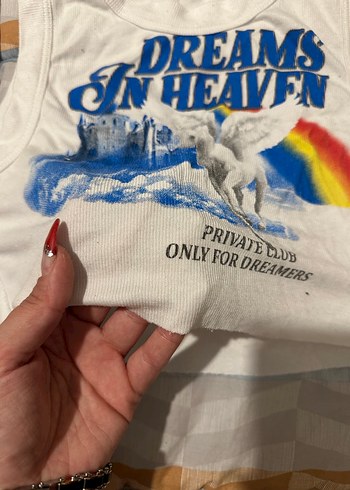 DREAMS
IN HEAVEN
PRIVATE CLUB
ONLY FOR DREAMERS